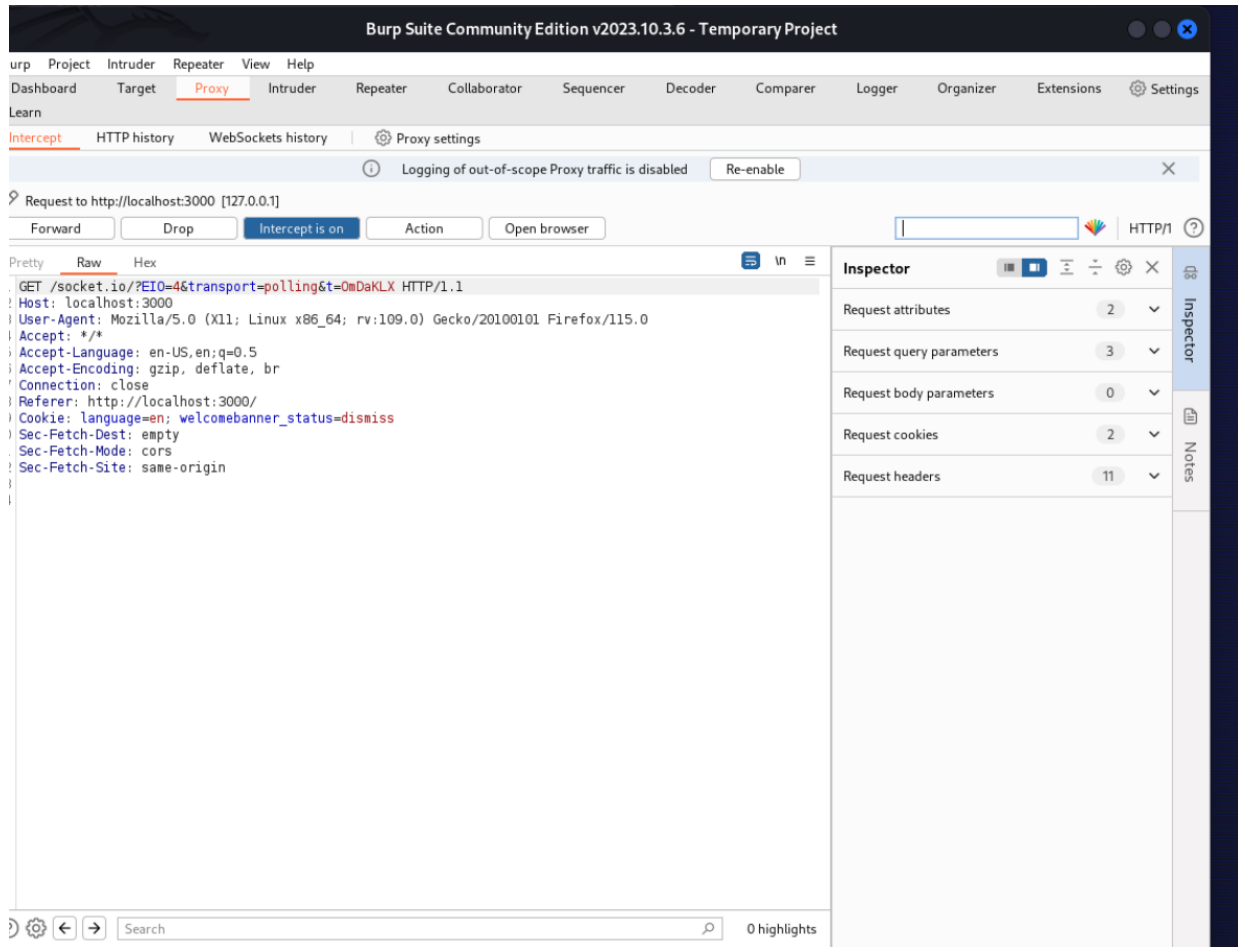 Burp Suite Community Edition v2023.10.3.6 - Temporary Project
urp Project Intruder Repeater View Help
Dashboard Target Proxy Intruder Repeater Collaborator Sequencer Decoder Comparer Logger Organizer Extensions Settings
Learn
Intercept HTTP history WebSockets history Proxy settings
Logging of out-of-scope Proxy traffic is disabled Re-enable
Request to http://localhost:3000 [127.0.0.1]
Forward Drop Intercept is on Action Open browser HTTP/1
Pretty Raw Hex \n
Inspector
GET /socket.io/?EIO=4&transport=polling&t=OmDaKLX HTTP/1.1
Host: localhost:3000
User-Agent: Mozilla/5.0 (X11; Linux x86_64; rv:109.0) Gecko/20100101 Firefox/115.0
Accept: */*
Accept-Language: en-US,en;q=0.5
Accept-Encoding: gzip, deflate, br
Connection: close
Referer: http://localhost:3000/
Cookie: language=en; welcomebanner_status=dismiss
Sec-Fetch-Dest: empty
Sec-Fetch-Mode: cors
Sec-Fetch-Site: same-origin
Request attributes 2
Request query parameters 3
Request body parameters 0
Request cookies 2
Request headers 11
Inspector
Notes
Search 0 highlights